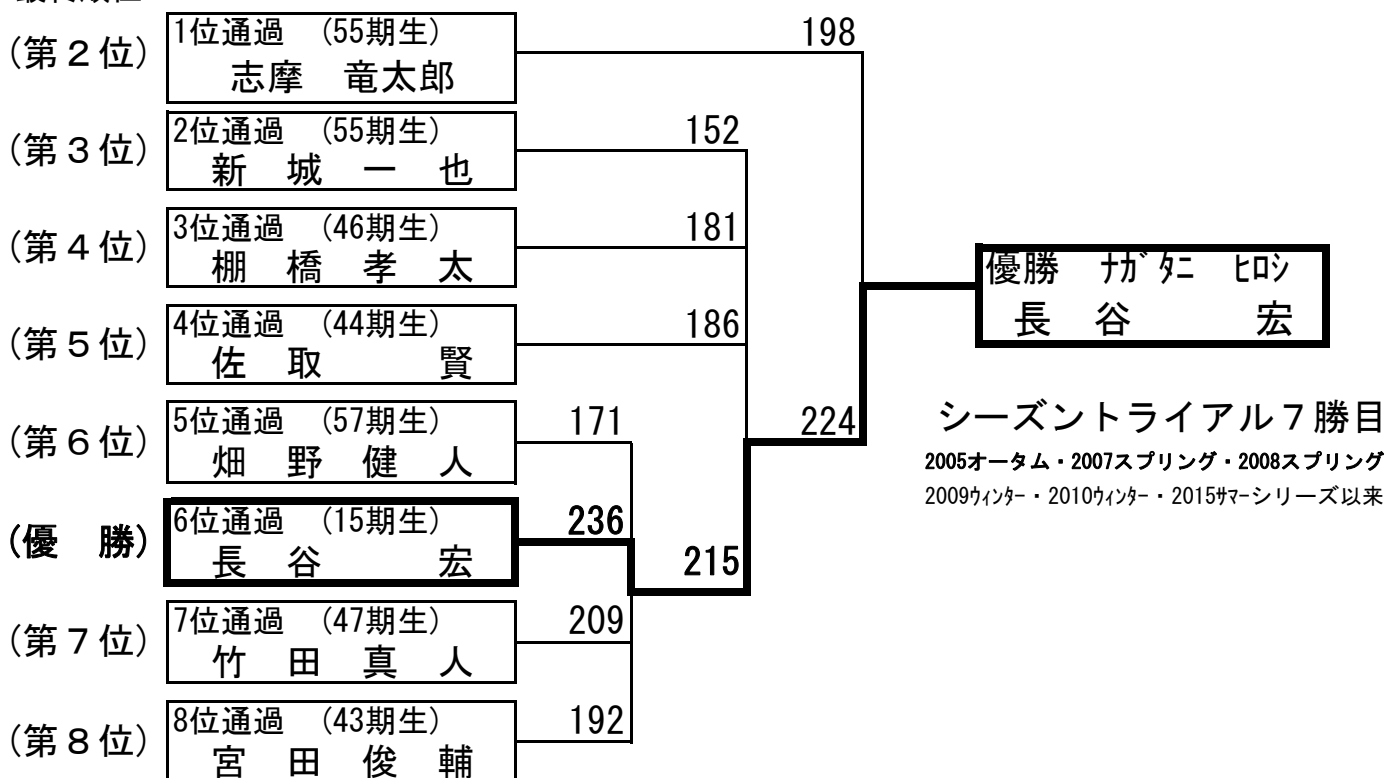 (第２位)
1位通過 (55期生)
志摩 竜太郎
198
(第３位)
2位通過 (55期生)
新城一也
152
(第４位)
3位通過 (46期生)
棚橋孝太
181
(第５位)
4位通過 (44期生)
佐取 賢
186
(第６位)
5位通過 (57期生)
畑野健人
171
(優 勝)
6位通過 (15期生)
長谷 宏
236
215
224
(第７位)
7位通過 (47期生)
竹田真人
209
(第８位)
8位通過 (43期生)
宮田俊輔
192
優勝 ﾅｶﾞﾀﾆ ﾋﾛｼ
長谷 宏
シーズントライアル７勝目
2005オータム・2007スプリング・2008スプリング
2009ｳｨﾝﾀｰ・2010ｳｨﾝﾀｰ・2015ｻﾏｰシリーズ以来